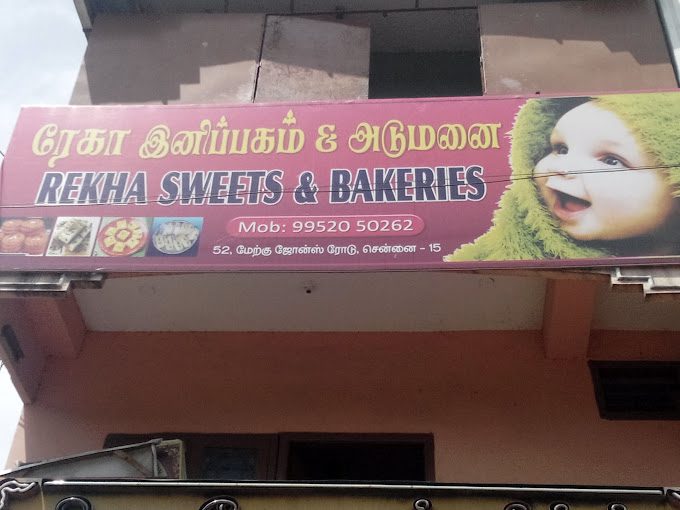 ரேகா இனிப்பகம் & அடுமனை
REKHA SWEETS & BAKERIES
Mob: 99520 50262
52, மேற்கு ஜோன்ஸ் ரோடு, சென்னை - 15